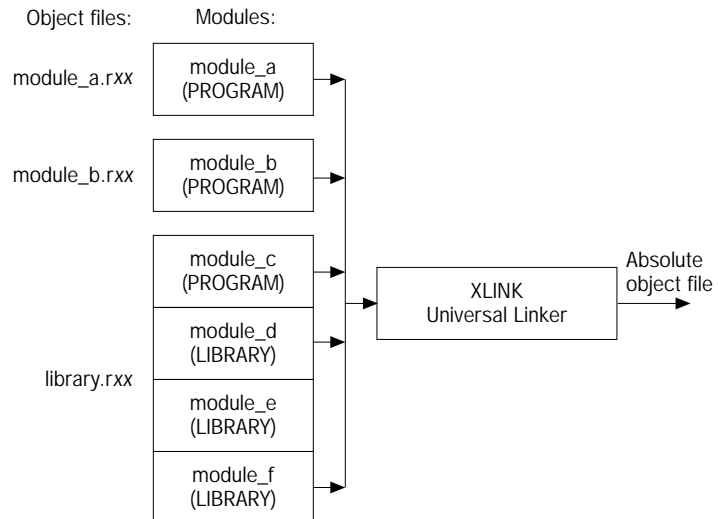 Object files:
Modules:
module_a.rxx
module_a
(PROGRAM)
module_b.rxx
module_b
(PROGRAM)
library.rxx
module_c
(PROGRAM)
module_d
(LIBRARY)
module_e
(LIBRARY)
module_f
(LIBRARY)
XLINK
Universal Linker
Absolute
object file